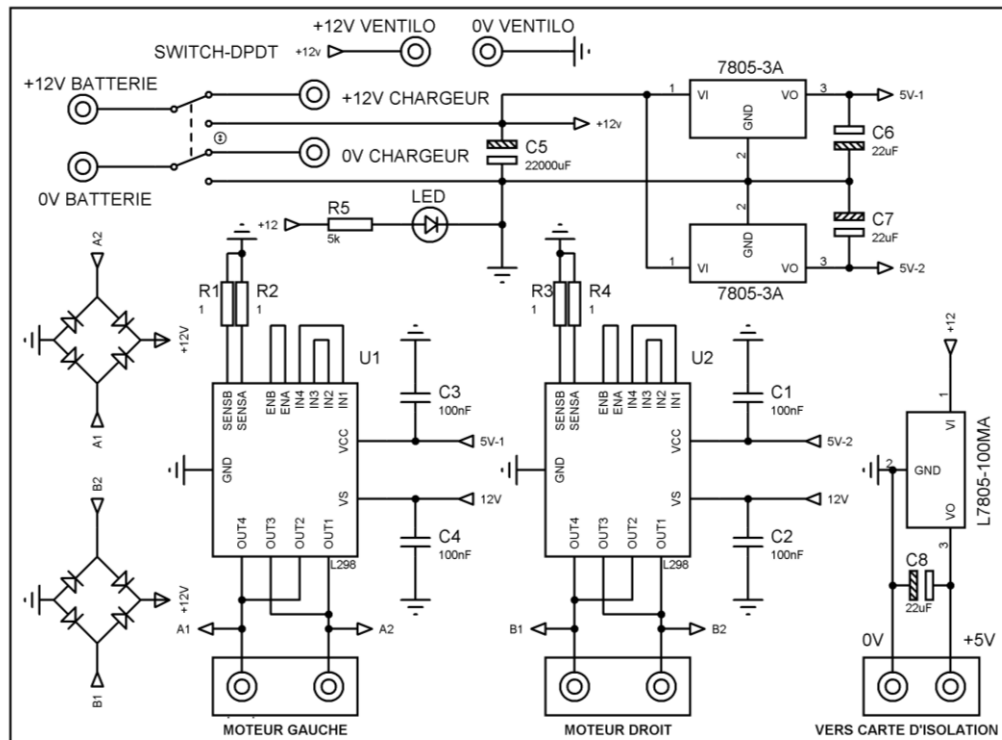 +12V VENTILO
0V VENTILO
SWITCH-DPDT
+12v
+12V BATTERIE
+12V CHARGEUR
0V CHARGEUR
0V BATTERIE
+12v
C5
22000uF
7805-3A
1
VI
VO
3
GND
2
5V-1
C6
22uF
C7
22uF
2
GND
1
VI
VO
3
5V-2
7805-3A
+12
R5
5k
LED
A2
+12V
A1
B2
+12V
B1
R1
1
R2
1
U1
SENSB
SENSA
ENB
ENA
IN4
IN3
IN2
IN1
GND
VCC
VS
OUT4
OUT3
OUT2
OUT1
L298
C3
100nF
5V-1
12V
C4
100nF
A1
A2
MOTEUR GAUCHE
R3
1
R4
1
U2
SENSB
SENSA
ENB
ENA
IN4
IN3
IN2
IN1
GND
VCC
VS
OUT4
OUT3
OUT2
OUT1
L298
C1
100nF
5V-2
12V
C2
100nF
B1
B2
MOTEUR DROIT
+12
1
VI
2
GND
VO
3
L7805-100MA
C8
22uF
0V
+5V
VERS CARTE D'ISOLATION